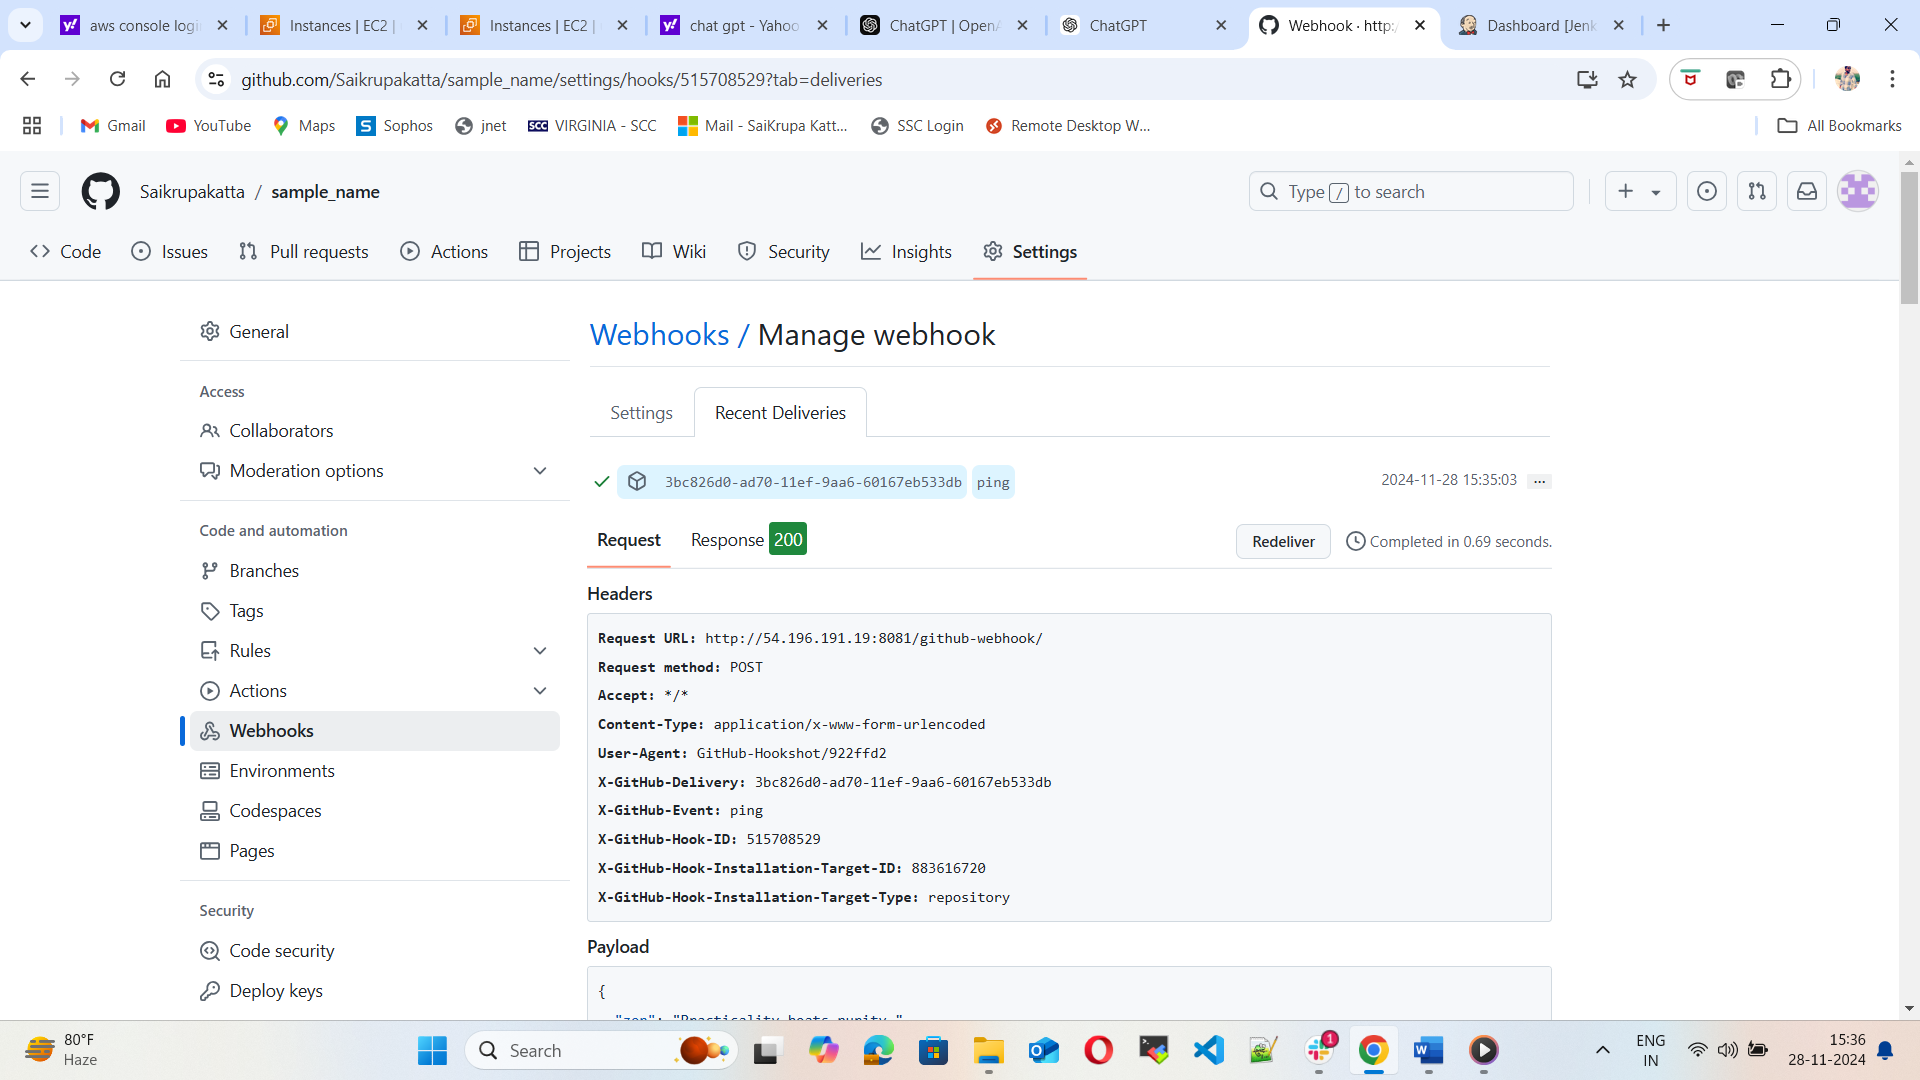 aws console logi
Instances | EC2 |
Instances | EC2 |
chat gpt - Yahoo
ChatGPT | OpenA
ChatGPT
Webhook · http:/
Dashboard [Jenk
github.com/Saikrupakatta/sample_name/settings/hooks/515708529?tab=deliveries
Gmail
YouTube
Maps
Sophos
jnet
SCC VIRGINIA - SCC
Mail - SaiKrupa Katt...
SSC Login
Remote Desktop W...
All Bookmarks
Saikrupakatta / sample_name
Type / to search
Code
Issues
Pull requests
Actions
Projects
Wiki
Security
Insights
Settings
General
Access
Collaborators
Moderation options
Code and automation
Branches
Tags
Rules
Actions
Webhooks
Environments
Codespaces
Pages
Security
Code security
Deploy keys
Webhooks / Manage webhook
Settings
Recent Deliveries
3bc826d0-ad70-11ef-9aa6-60167eb533db ping
2024-11-28 15:35:03 ...
Request
Response 200
Redeliver
Completed in 0.69 seconds.
Headers
Request URL: http://54.196.191.19:8081/github-webhook/
Request method: POST
Accept: */*
Content-Type: application/x-www-form-urlencoded
User-Agent: GitHub-Hookshot/922ffd2
X-GitHub-Delivery: 3bc826d0-ad70-11ef-9aa6-60167eb533db
X-GitHub-Event: ping
X-GitHub-Hook-ID: 515708529
X-GitHub-Hook-Installation-Target-ID: 883616720
X-GitHub-Hook-Installation-Target-Type: repository
Payload
{
"zen": "Practicality beats purity."
80°F
Haze
Search
1
ENG
IN
15:36
28-11-2024